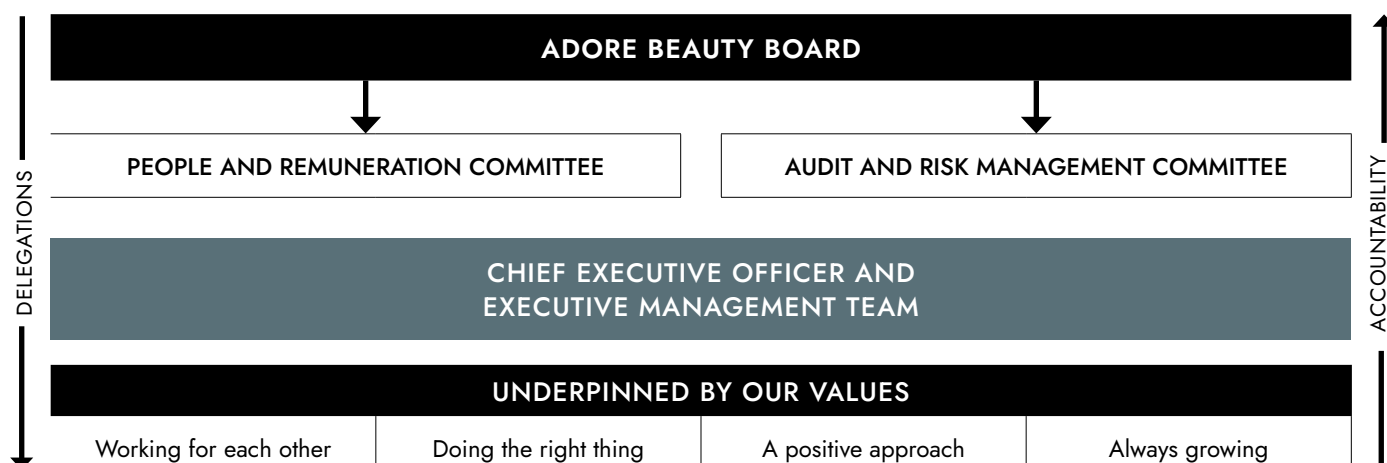 ADORE BEAUTY BOARD
PEOPLE AND REMUNERATION COMMITTEE
AUDIT AND RISK MANAGEMENT COMMITTEE
DELEGATIONS
ACCOUNTABILITY
CHIEF EXECUTIVE OFFICER AND
EXECUTIVE MANAGEMENT TEAM
UNDERPINNED BY OUR VALUES
Working for each other
Doing the right thing
A positive approach
Always growing